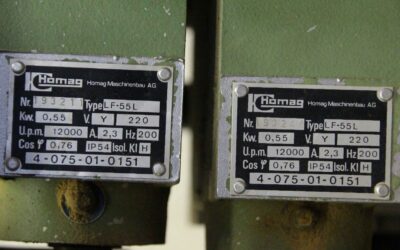 Homag Homag Maschinenbau AG.
Nr. 19321 Type LF-55L
Kw. 0,55 V. Y 220
U.p.m. 12000 A. 2,3 Hz 200
Cos φ 0,76 IP54 Isol. Kl H
4-075-01-0151
Homag Homag Maschinenbau AG.
Nr. Type LF-55L
Kw. 0,55 V. Y 220
U.p.m. 12000 A. 2,3 Hz 200
Cos φ 0,76 IP54 Isol. Kl H
4-075-01-0151